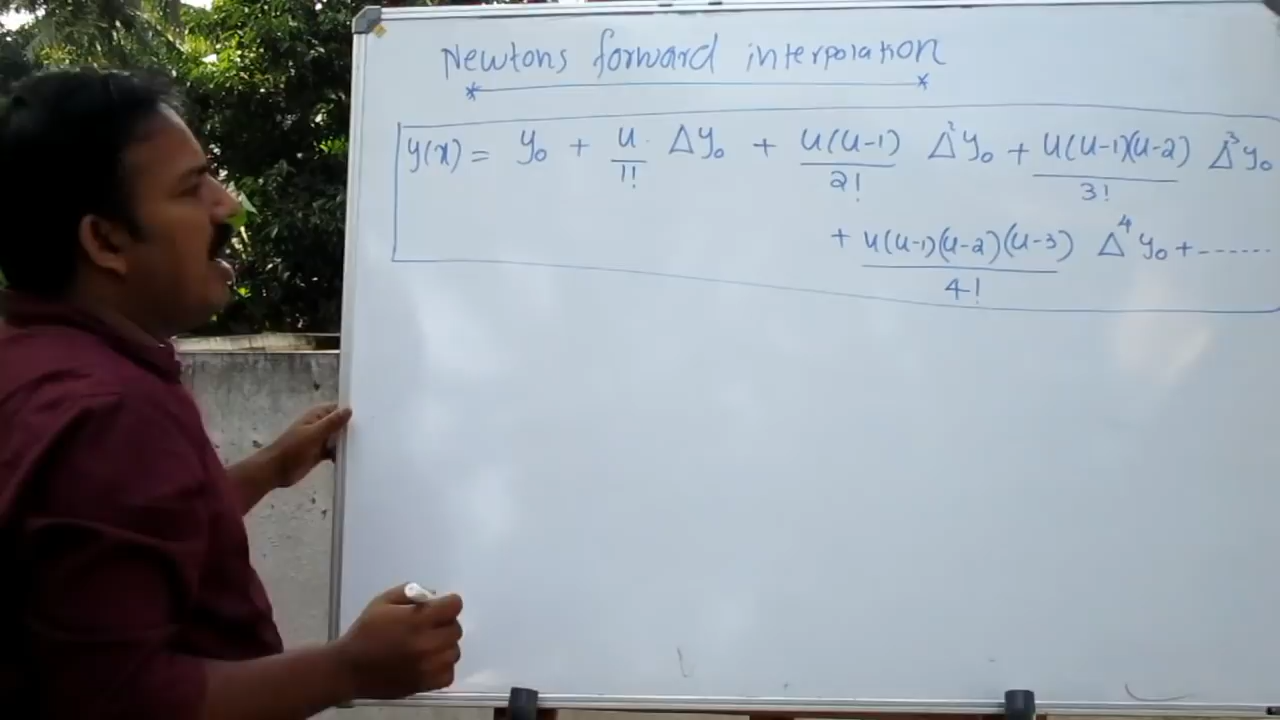 Newtons forward interpolation
y(x) = y₀ + u/1! · Δy₀ + u(u-1)/2! Δ²y₀ + u(u-1)(u-2)/3! Δ³y₀
+ u(u-1)(u-2)(u-3)/4! Δ⁴y₀ + ------